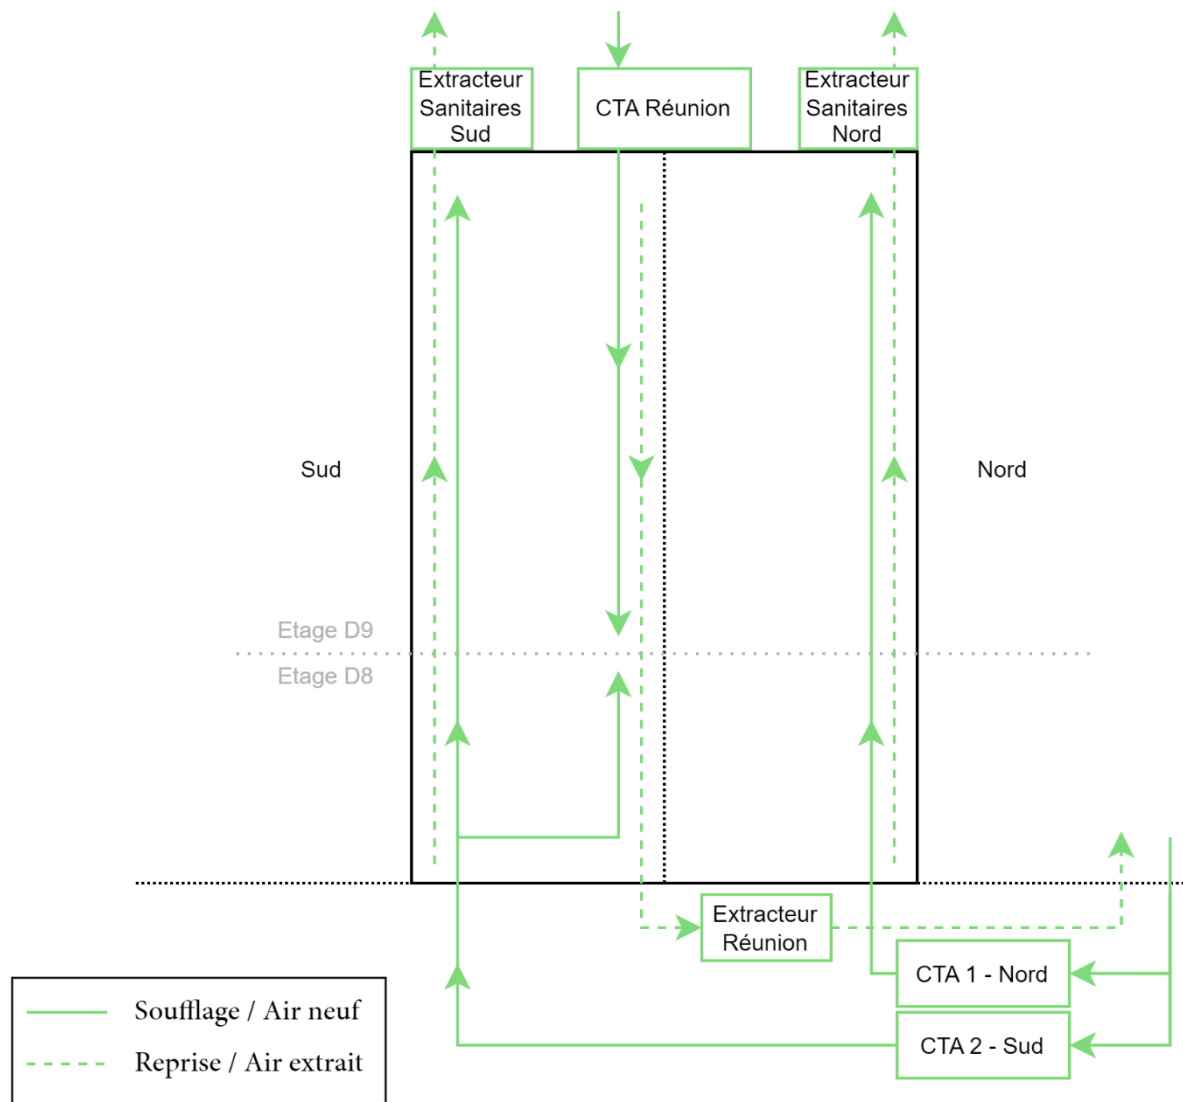 Extracteur
Sanitaires
Sud
CTA Réunion
Extracteur
Sanitaires
Nord
Sud
Nord
Etage D9
Etage D8
Extracteur
Réunion
CTA 1 - Nord
CTA 2 - Sud
Soufflage / Air neuf
Reprise / Air extrait